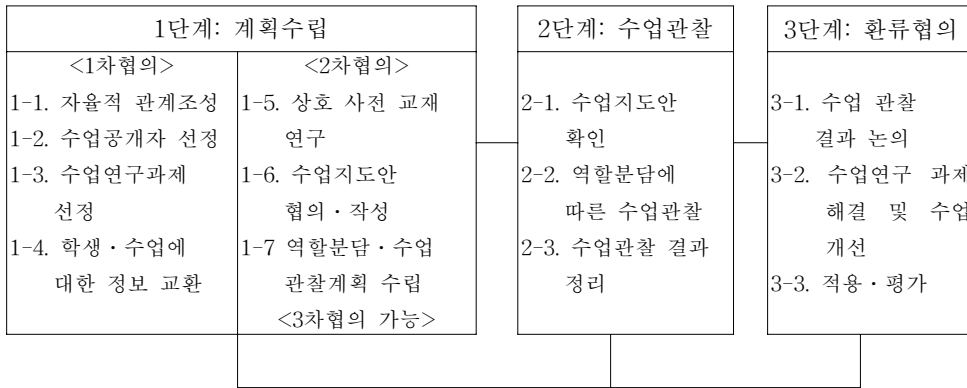 1단계: 계획수립
<1차협의>
1-1. 자율적 관계조성
1-2. 수업공개자 선정
1-3. 수업연구과제
선정
1-4. 학생·수업에
대한 정보 교환
<2차협의>
1-5. 상호 사전 교재
연구
1-6. 수업지도안
협의·작성
1-7 역할분담·수업
관찰계획 수립
<3차협의 가능>
2단계: 수업관찰
2-1. 수업지도안
확인
2-2. 역할분담에
따른 수업관찰
2-3. 수업관찰 결과
정리
3단계: 환류협의
3-1. 수업 관찰
결과 논의
3-2. 수업연구 과제
해결 및 수업
개선
3-3. 적용·평가